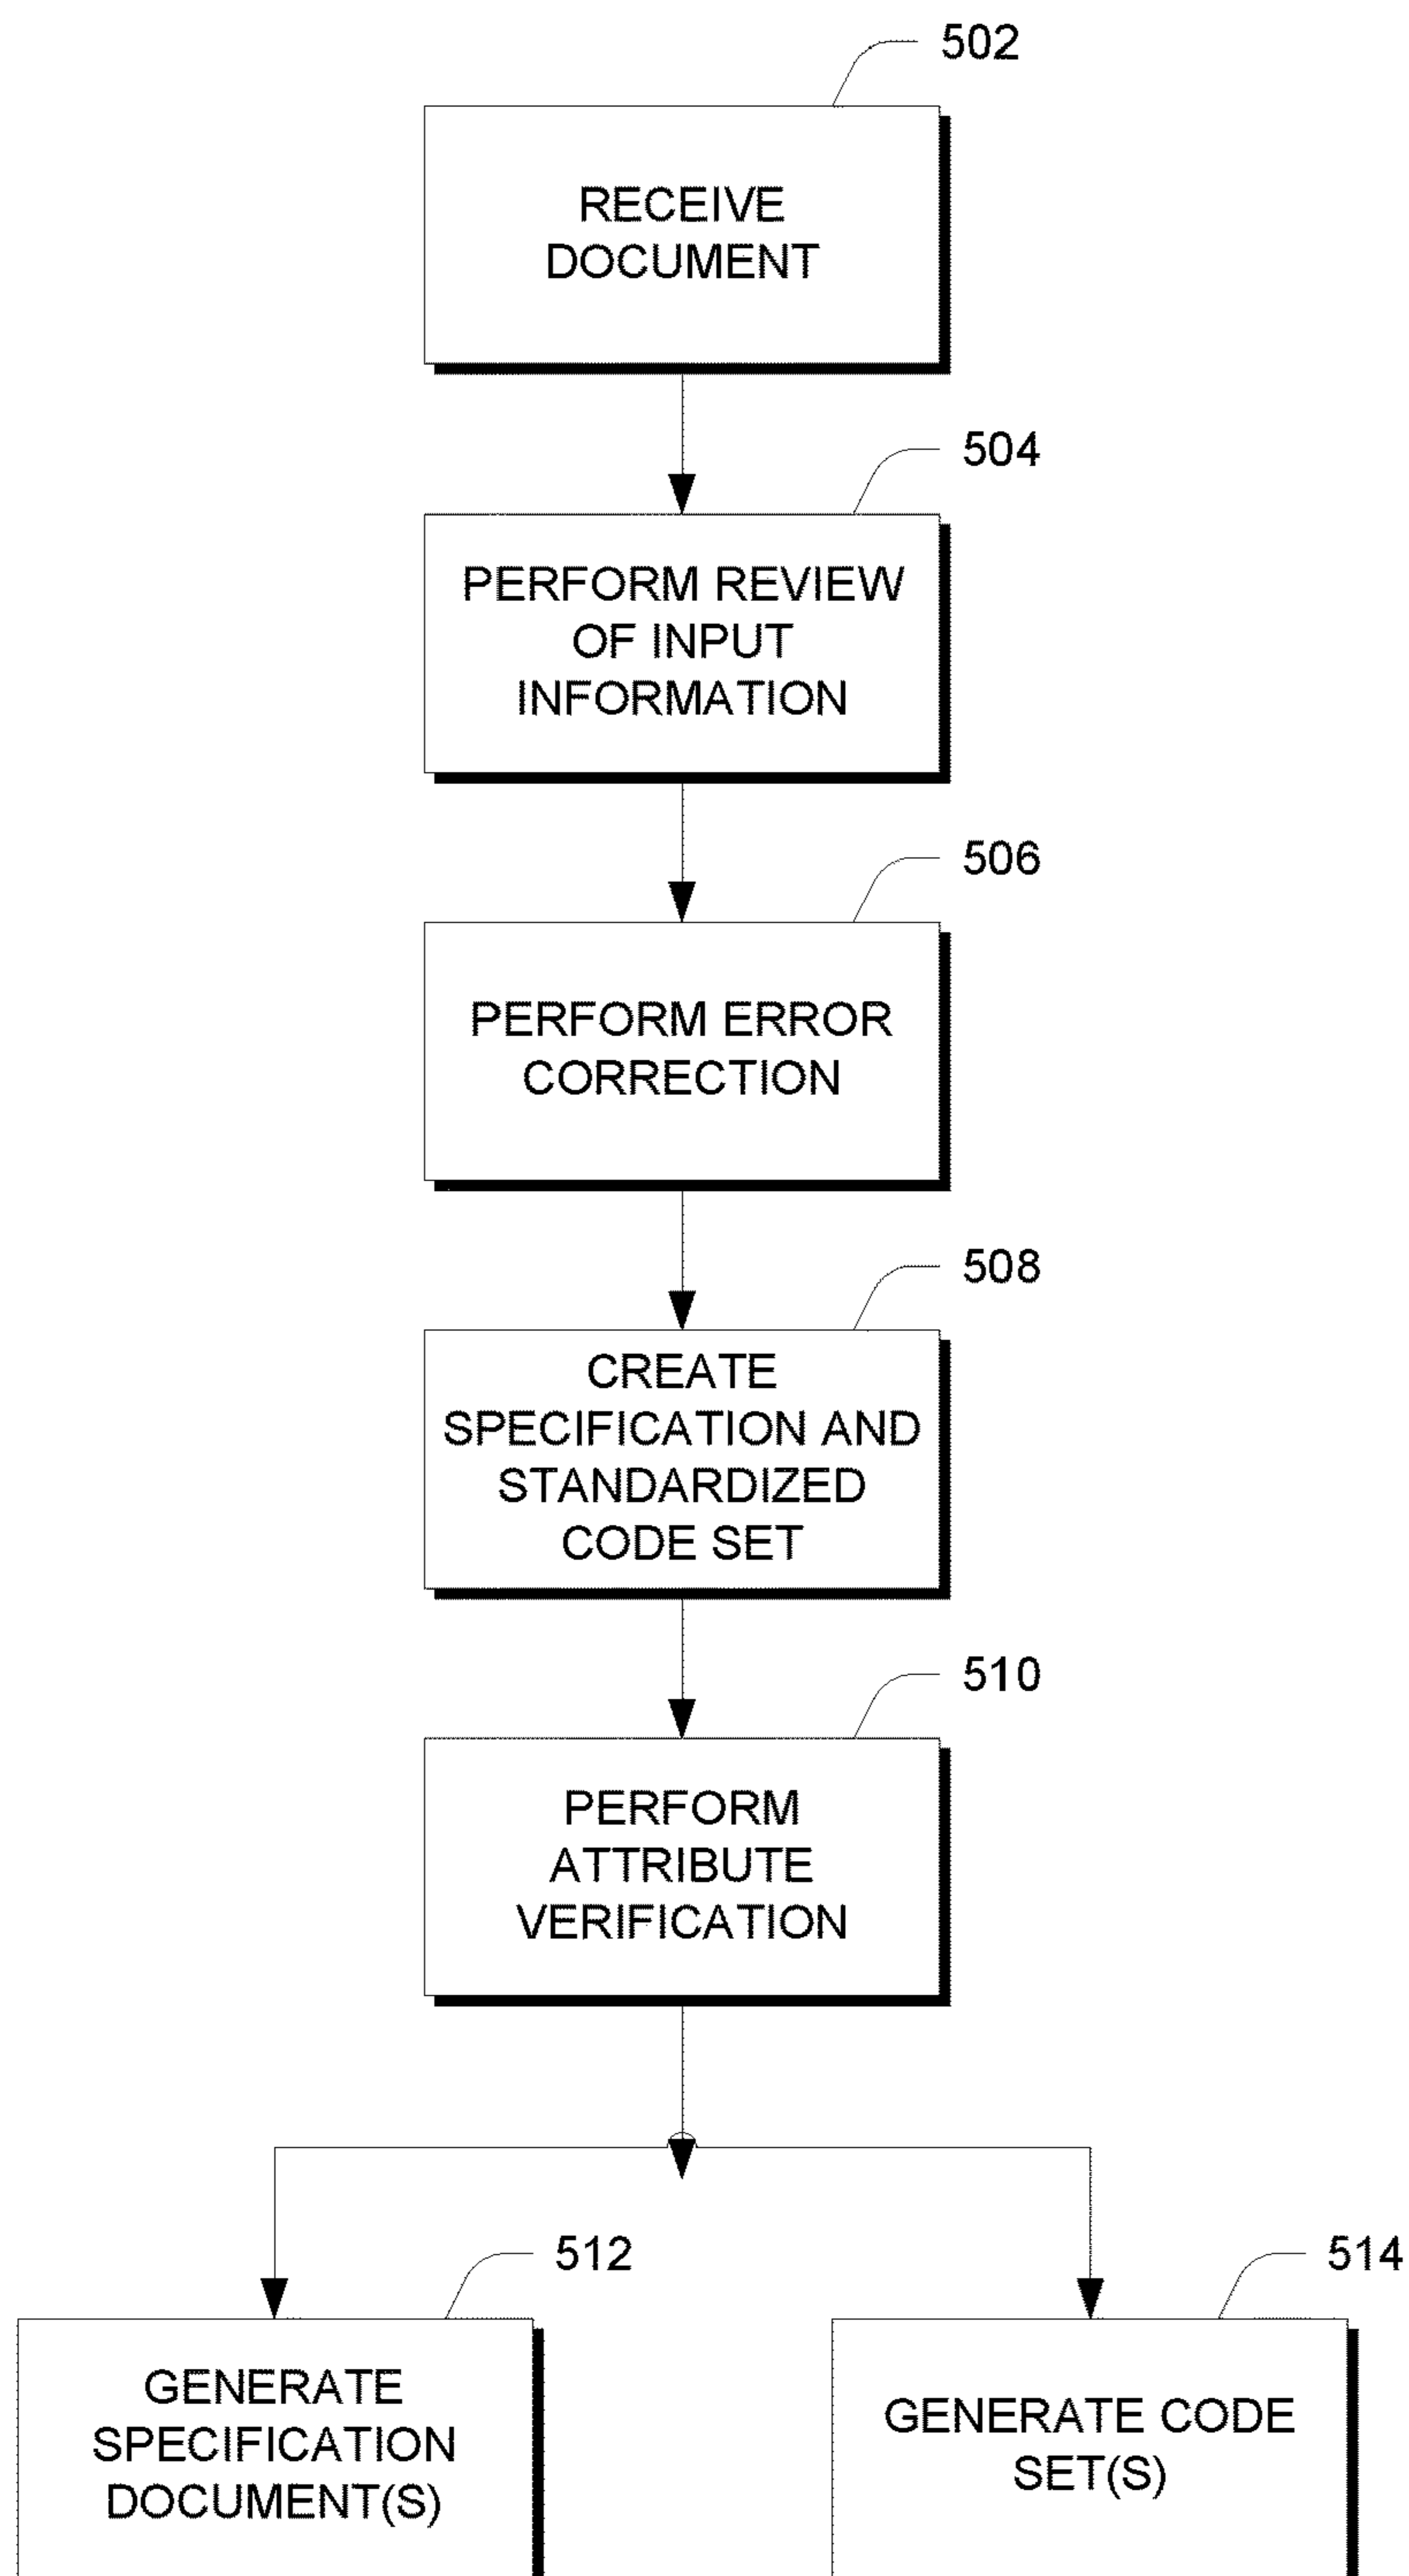 502
RECEIVE
DOCUMENT
504
PERFORM REVIEW
OF INPUT
INFORMATION
506
PERFORM ERROR
CORRECTION
508
CREATE
SPECIFICATION AND
STANDARDIZED
CODE SET
510
PERFORM
ATTRIBUTE
VERIFICATION
512
GENERATE
SPECIFICATION
DOCUMENT(S)
514
GENERATE CODE
SET(S)